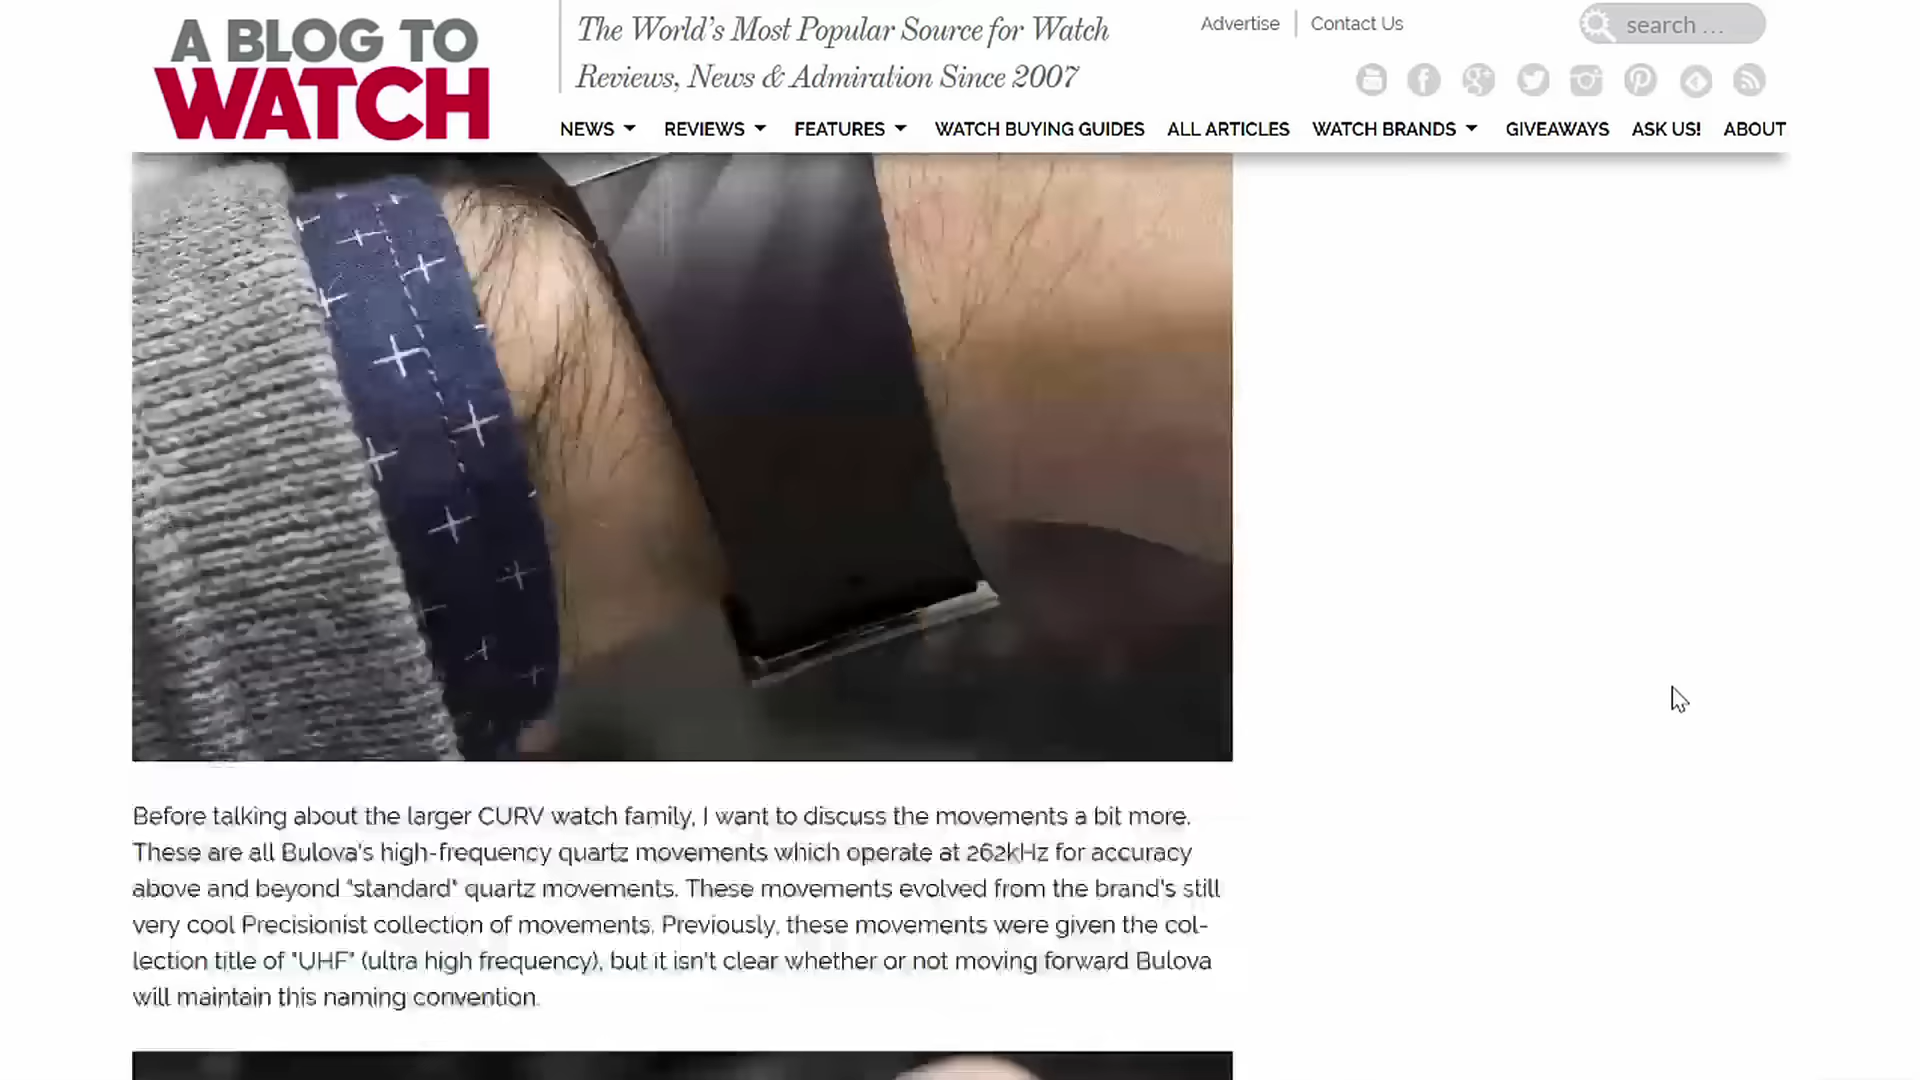 A BLOG TO
WATCH
The World's Most Popular Source for Watch
Reviews, News & Admiration Since 2007
Advertise
Contact Us
search ...
NEWS
REVIEWS
FEATURES
WATCH BUYING GUIDES
ALL ARTICLES
WATCH BRANDS
GIVEAWAYS
ASK US!
ABOUT
Before talking about the larger CURV watch family, I want to discuss the movements a bit more.
These are all Bulova's high-frequency quartz movements which operate at 262kHz for accuracy
above and beyond "standard" quartz movements. These movements evolved from the brand's still
very cool Precisionist collection of movements. Previously, these movements were given the col-
lection title of "UHF" (ultra high frequency), but it isn't clear whether or not moving forward Bulova
will maintain this naming convention.